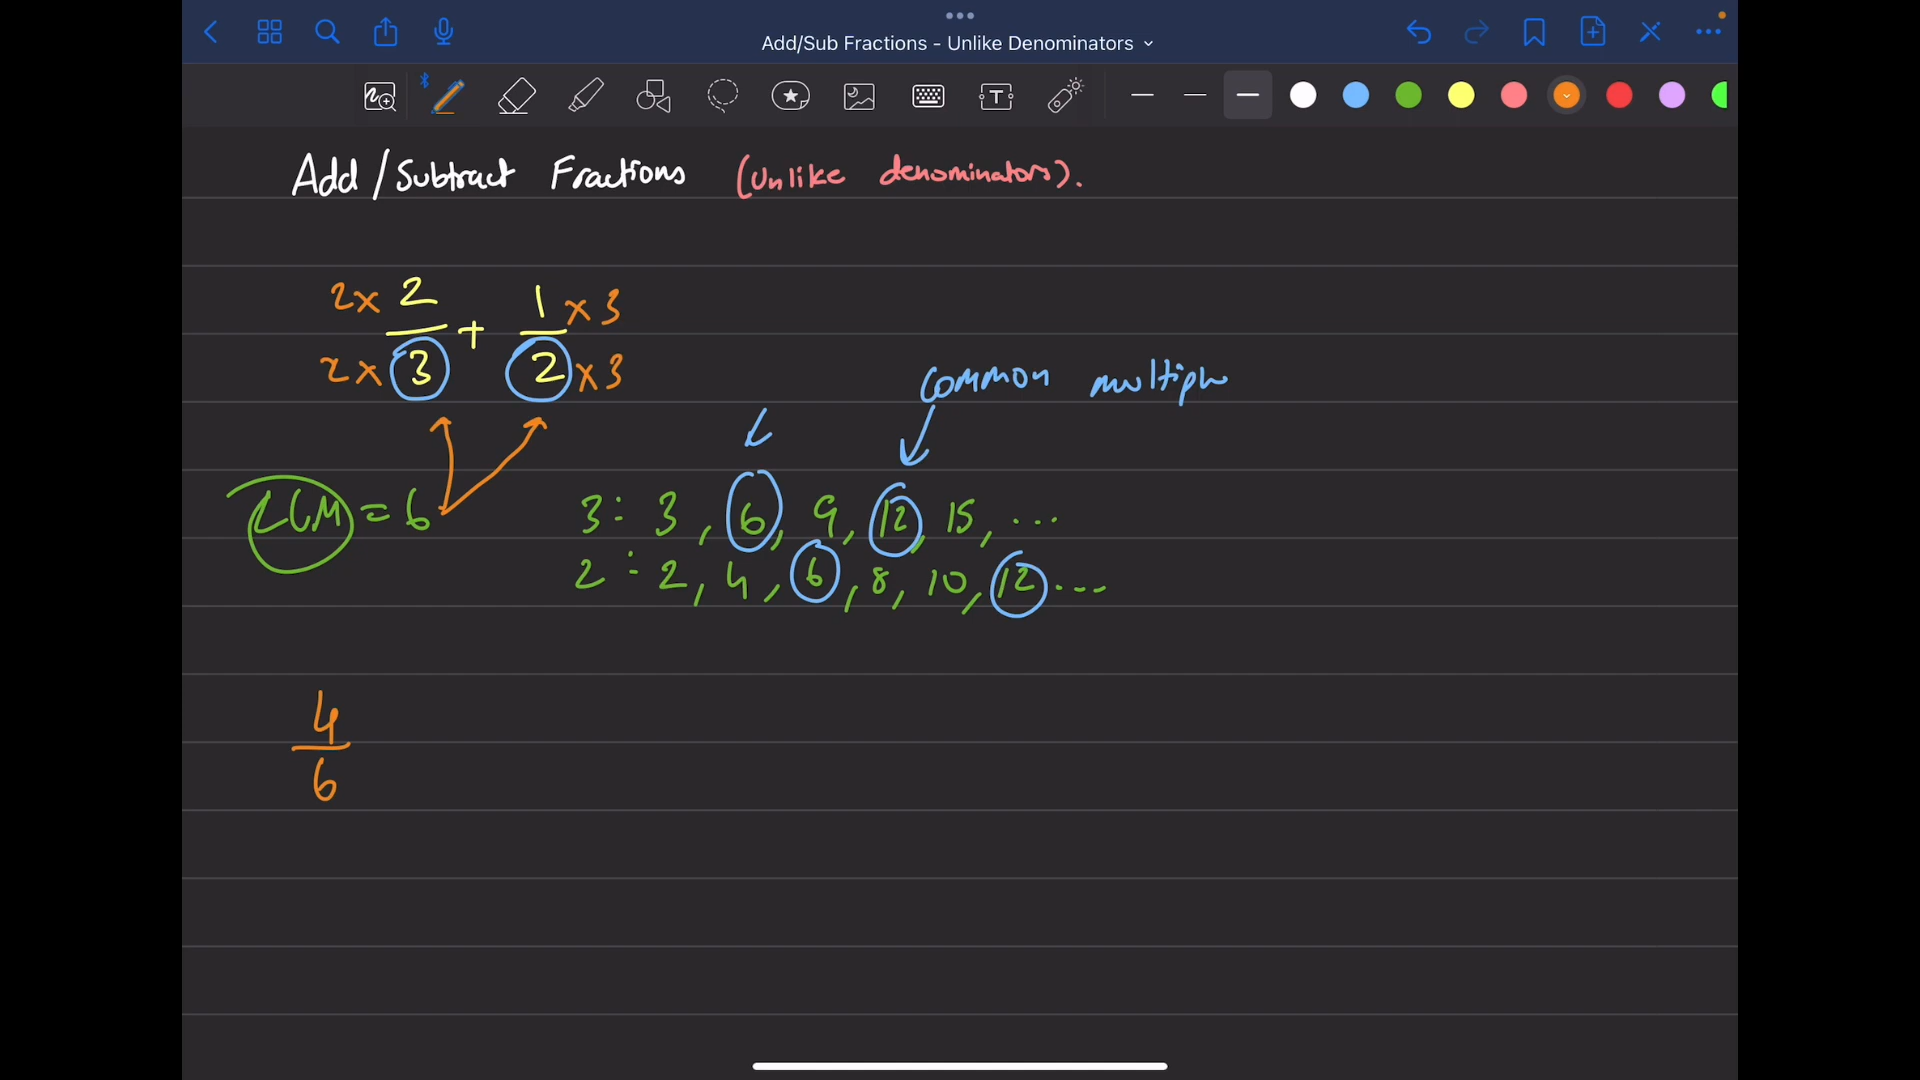 Add/Sub Fractions - Unlike Denominators
T
Add/Subtract Fractions (Unlike denominators).
2x 2 1 x 3
+
2x 3 2 x 3
Common multiple
LCM = 6
3: 3, 6, 9, 12, 15, ...
2: 2, 4, 6, 8, 10, 12 ...
4
6